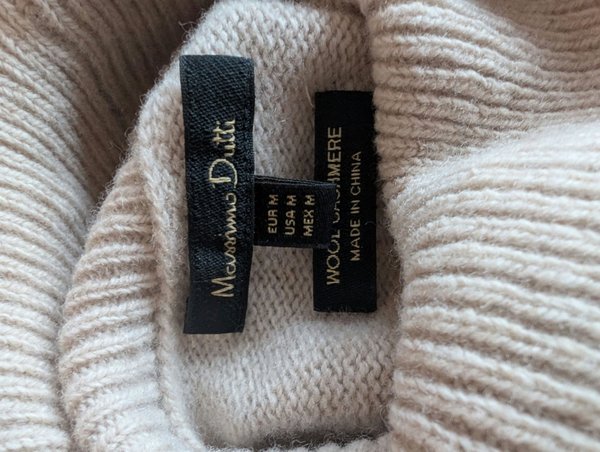 Massimo Dutti
EUR M
USA M
MEX M
WOOL CASHMERE
MADE IN CHINA